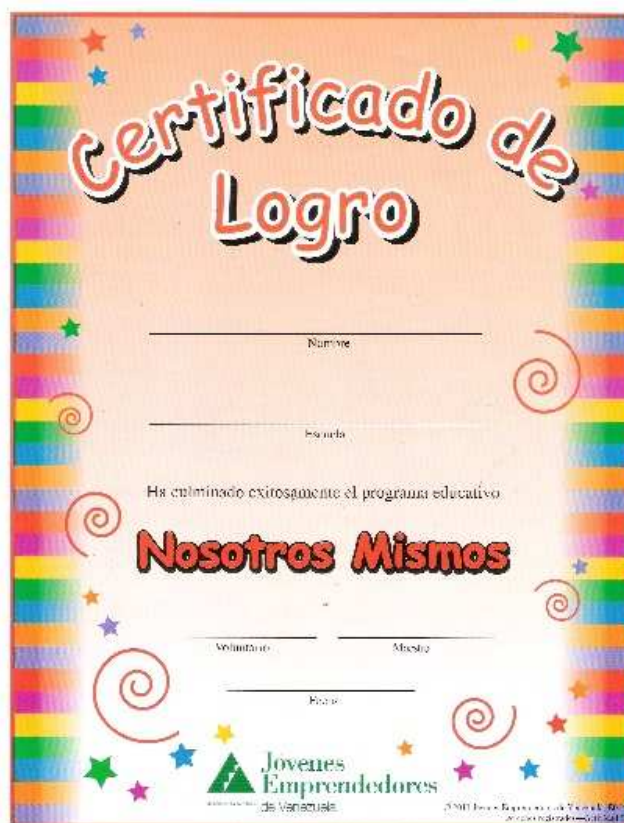 Certificado de
Logro
Nombre
Escuela
Ha culminado exitosamente el programa educativo
Nosotros Mismos
Voluntario
Maestro
Fecha
Jovenes
Emprendedores
de Venezuela